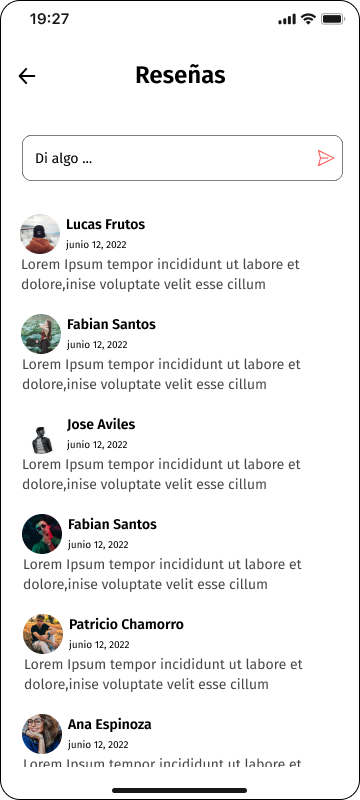 19:27
Reseñas
Di algo ...
Lucas Frutos
junio 12, 2022
Lorem Ipsum tempor incididunt ut labore et
dolore,inise voluptate velit esse cillum
Fabian Santos
junio 12, 2022
Lorem Ipsum tempor incididunt ut labore et
dolore,inise voluptate velit esse cillum
Jose Aviles
junio 12, 2022
Lorem Ipsum tempor incididunt ut labore et
dolore,inise voluptate velit esse cillum
Fabian Santos
junio 12, 2022
Lorem Ipsum tempor incididunt ut labore et
dolore,inise voluptate velit esse cillum
Patricio Chamorro
junio 12, 2022
Lorem Ipsum tempor incididunt ut labore et
dolore,inise voluptate velit esse cillum
Ana Espinoza
junio 12, 2022
Lorem Ipsum tempor incididunt ut labore et